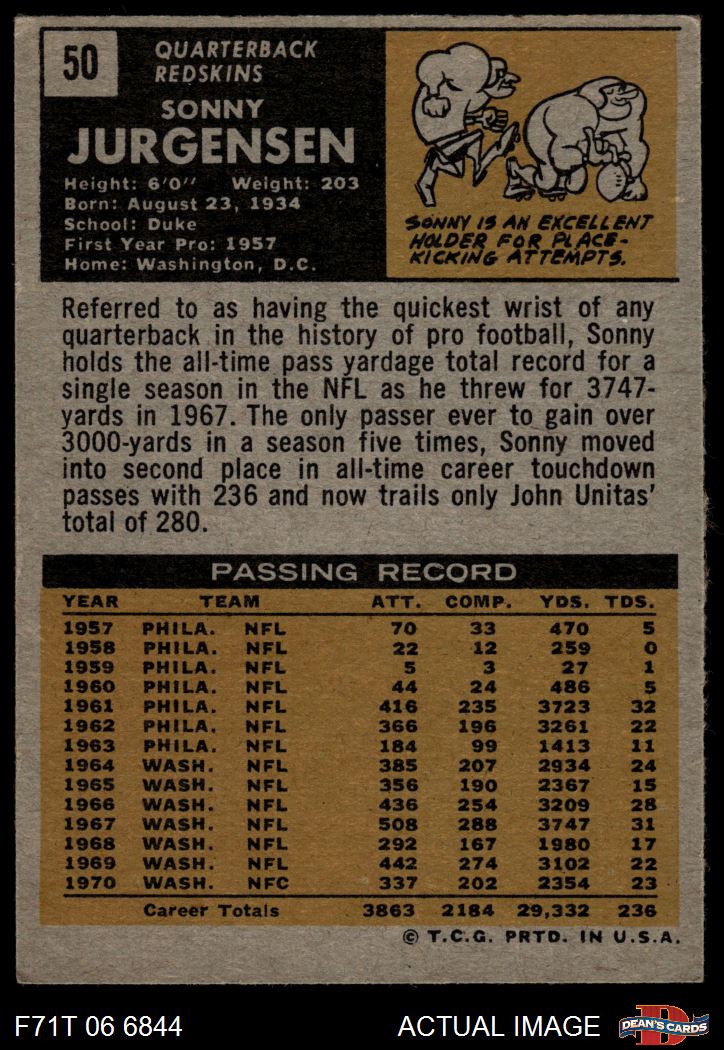 50
QUARTERBACK
REDSKINS
SONNY
JURGENSEN
Height: 6'0" Weight: 203
Born: August 23, 1934
School: Duke
First Year Pro: 1957
Home: Washington, D.C.
SONNY IS AN EXCELLENT
HOLDER FOR PLACE-
KICKING ATTEMPTS.
Referred to as having the quickest wrist of any
quarterback in the history of pro football, Sonny
holds the all-time pass yardage total record for a
single season in the NFL as he threw for 3747-
yards in 1967. The only passer ever to gain over
3000-yards in a season five times, Sonny moved
into second place in all-time career touchdown
passes with 236 and now trails only John Unitas'
total of 280.
PASSING RECORD
YEAR TEAM ATT. COMP. YDS. TDS.
1957 PHILA. NFL 70 33 470 5
1958 PHILA. NFL 22 12 259 0
1959 PHILA. NFL 5 3 27 1
1960 PHILA. NFL 44 24 486 5
1961 PHILA. NFL 416 235 3723 32
1962 PHILA. NFL 366 196 3261 22
1963 PHILA. NFL 184 99 1413 11
1964 WASH. NFL 385 207 2934 24
1965 WASH. NFL 356 190 2367 15
1966 WASH. NFL 436 254 3209 28
1967 WASH. NFL 508 288 3747 31
1968 WASH. NFL 292 167 1980 17
1969 WASH. NFL 442 274 3102 22
1970 WASH. NFC 337 202 2354 23
Career Totals 3863 2184 29,332 236
© T.C.G. PRTD. IN U.S.A.
F71T 06 6844 ACTUAL IMAGE D DEAN'S CARDS